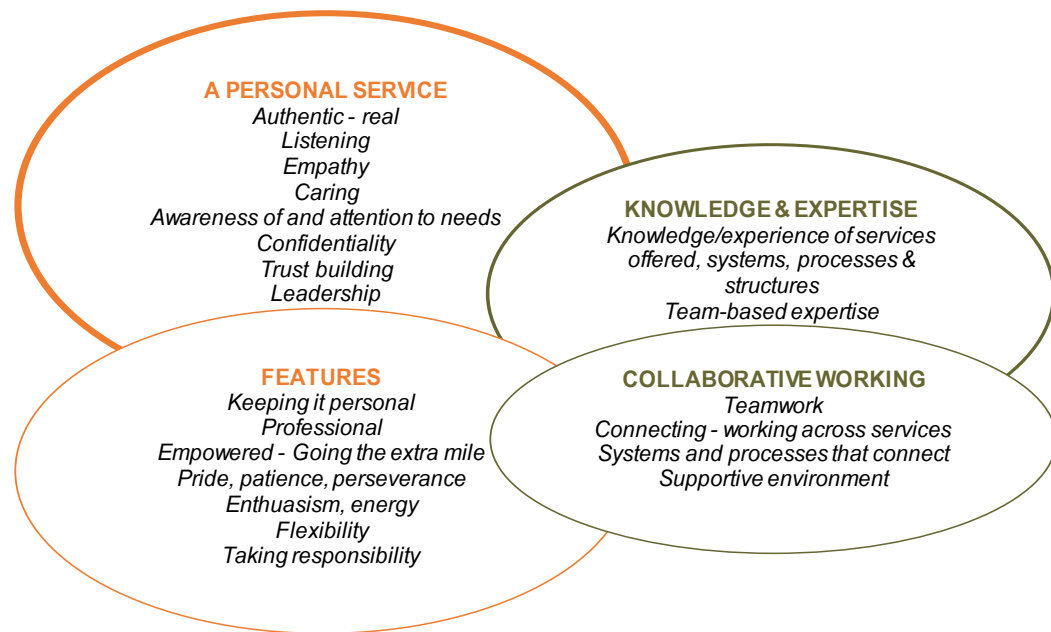 A PERSONAL SERVICE
Authentic - real
Listening
Empathy
Caring
Awareness of and attention to needs
Confidentiality
Trust building
Leadership
KNOWLEDGE & EXPERTISE
Knowledge/experience of services
offered, systems, processes &
structures
Team-based expertise
FEATURES
Keeping it personal
Professional
Empowered - Going the extra mile
Pride, patience, perseverance
Enthuasism, energy
Flexibility
Taking responsibility
COLLABORATIVE WORKING
Teamwork
Connecting - working across services
Systems and processes that connect
Supportive environment